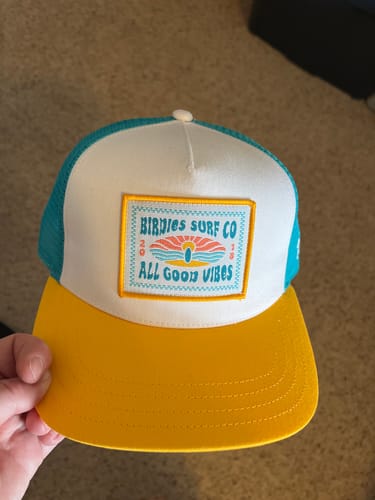 BIRDIES SURF CO
20 18
ALL GOOD VIBES